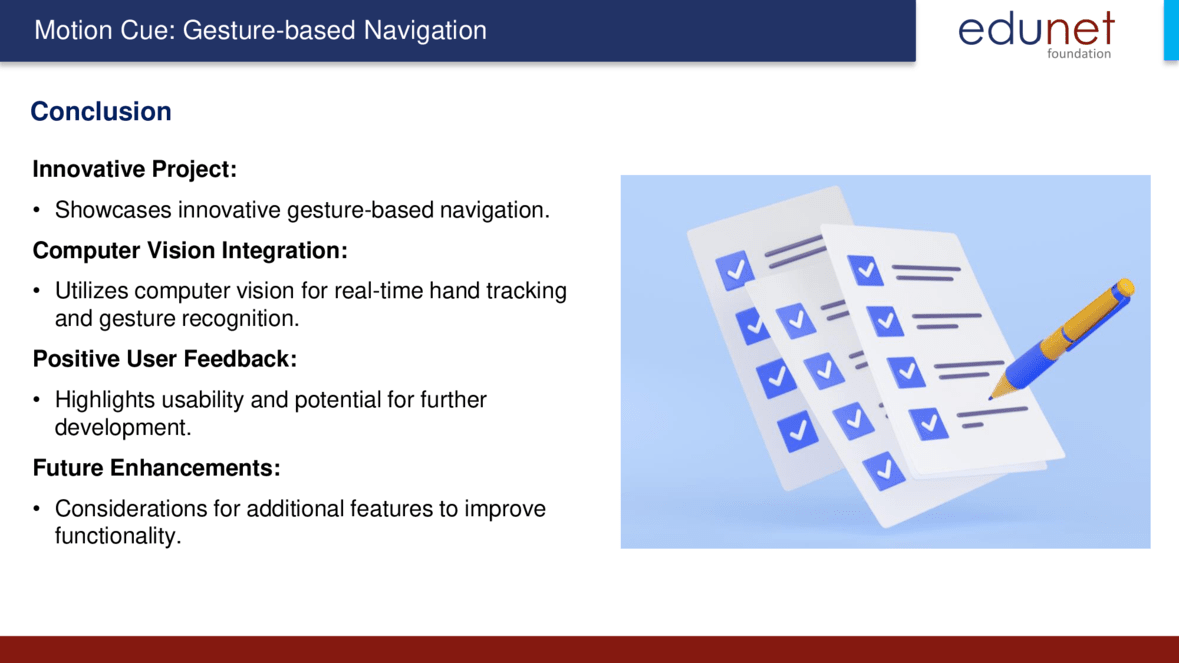 Motion Cue: Gesture-based Navigation
edunet
foundation
Conclusion
Innovative Project:
• Showcases innovative gesture-based navigation.
Computer Vision Integration:
• Utilizes computer vision for real-time hand tracking
and gesture recognition.
Positive User Feedback:
• Highlights usability and potential for further
development.
Future Enhancements:
• Considerations for additional features to improve
functionality.